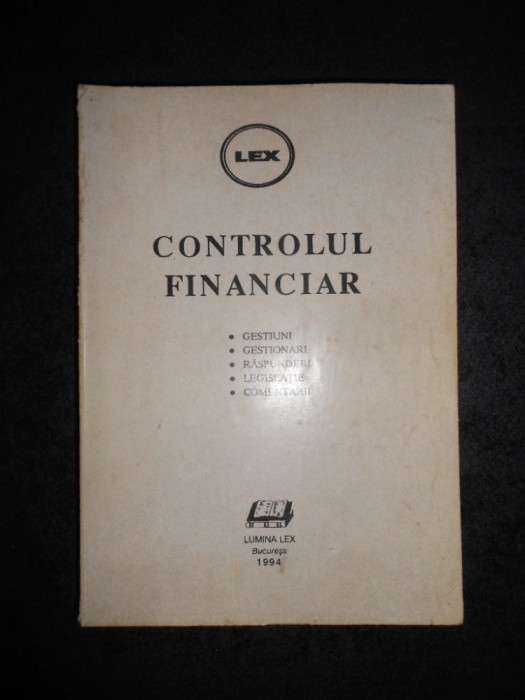 LEX
CONTROLUL
FINANCIAR
• GESTIUNI
• GESTIONARI
• RĂSPUNDERI
• LEGISLAȚIE
• COMENTARII
LUMINA LEX
București
1994